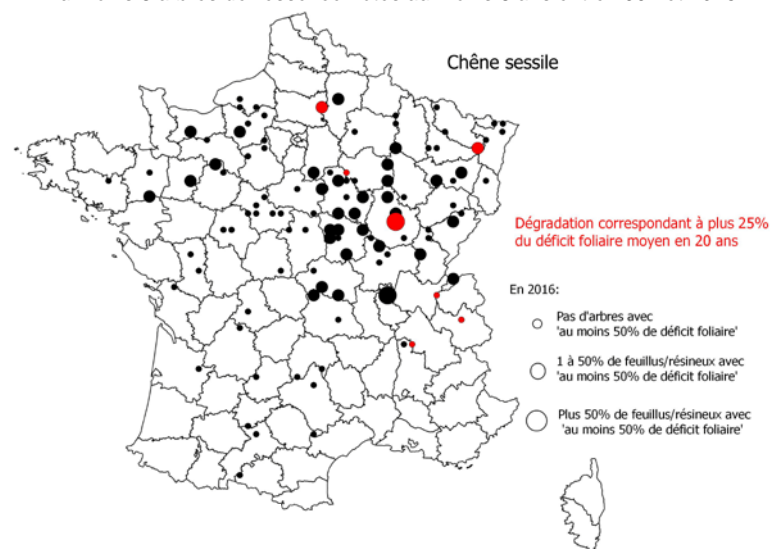 Chêne sessile
Dégradation correspondant à plus 25%
du déficit foliaire moyen en 20 ans
En 2016:
Pas d'arbres avec
'au moins 50% de déficit foliaire'
1 à 50% de feuillus/résineux avec
'au moins 50% de déficit foliaire'
Plus 50% de feuillus/résineux avec
'au moins 50% de déficit foliaire'